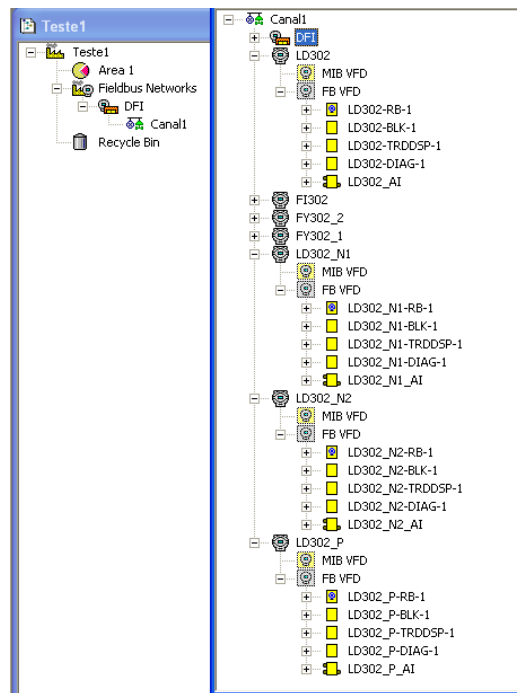 Teste1
Teste1
Area 1
Fieldbus Networks
DFI
Canal1
Recycle Bin
Canal1
DFI
LD302
MIB VFD
FB VFD
LD302-RB-1
LD302-BLK-1
LD302-TRDDSP-1
LD302-DIAG-1
LD302_AI
FI302
FY302_2
FY302_1
LD302_N1
MIB VFD
FB VFD
LD302_N1-RB-1
LD302_N1-BLK-1
LD302_N1-TRDDSP-1
LD302_N1-DIAG-1
LD302_N1_AI
LD302_N2
MIB VFD
FB VFD
LD302_N2-RB-1
LD302_N2-BLK-1
LD302_N2-TRDDSP-1
LD302_N2-DIAG-1
LD302_N2_AI
LD302_P
MIB VFD
FB VFD
LD302_P-RB-1
LD302_P-BLK-1
LD302_P-TRDDSP-1
LD302_P-DIAG-1
LD302_P_AI